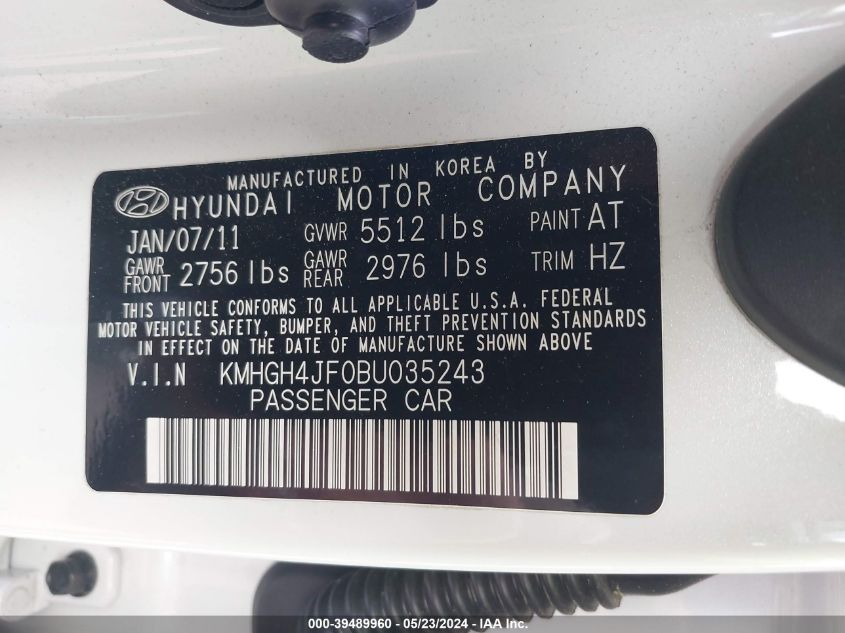 MANUFACTURED IN KOREA BY
HYUNDAI MOTOR COMPANY
JAN/07/11 GVWR 5512 lbs PAINT AT
GAWR FRONT 2756 lbs GAWR REAR 2976 lbs TRIM HZ
THIS VEHICLE CONFORMS TO ALL APPLICABLE U.S.A. FEDERAL
MOTOR VEHICLE SAFETY, BUMPER, AND THEFT PREVENTION STANDARDS
IN EFFECT ON THE DATE OF MANUFACTURE SHOWN ABOVE
V.I.N KMHGH4JF0BU035243
PASSENGER CAR
000-39489960 - 05/23/2024 - IAA Inc.